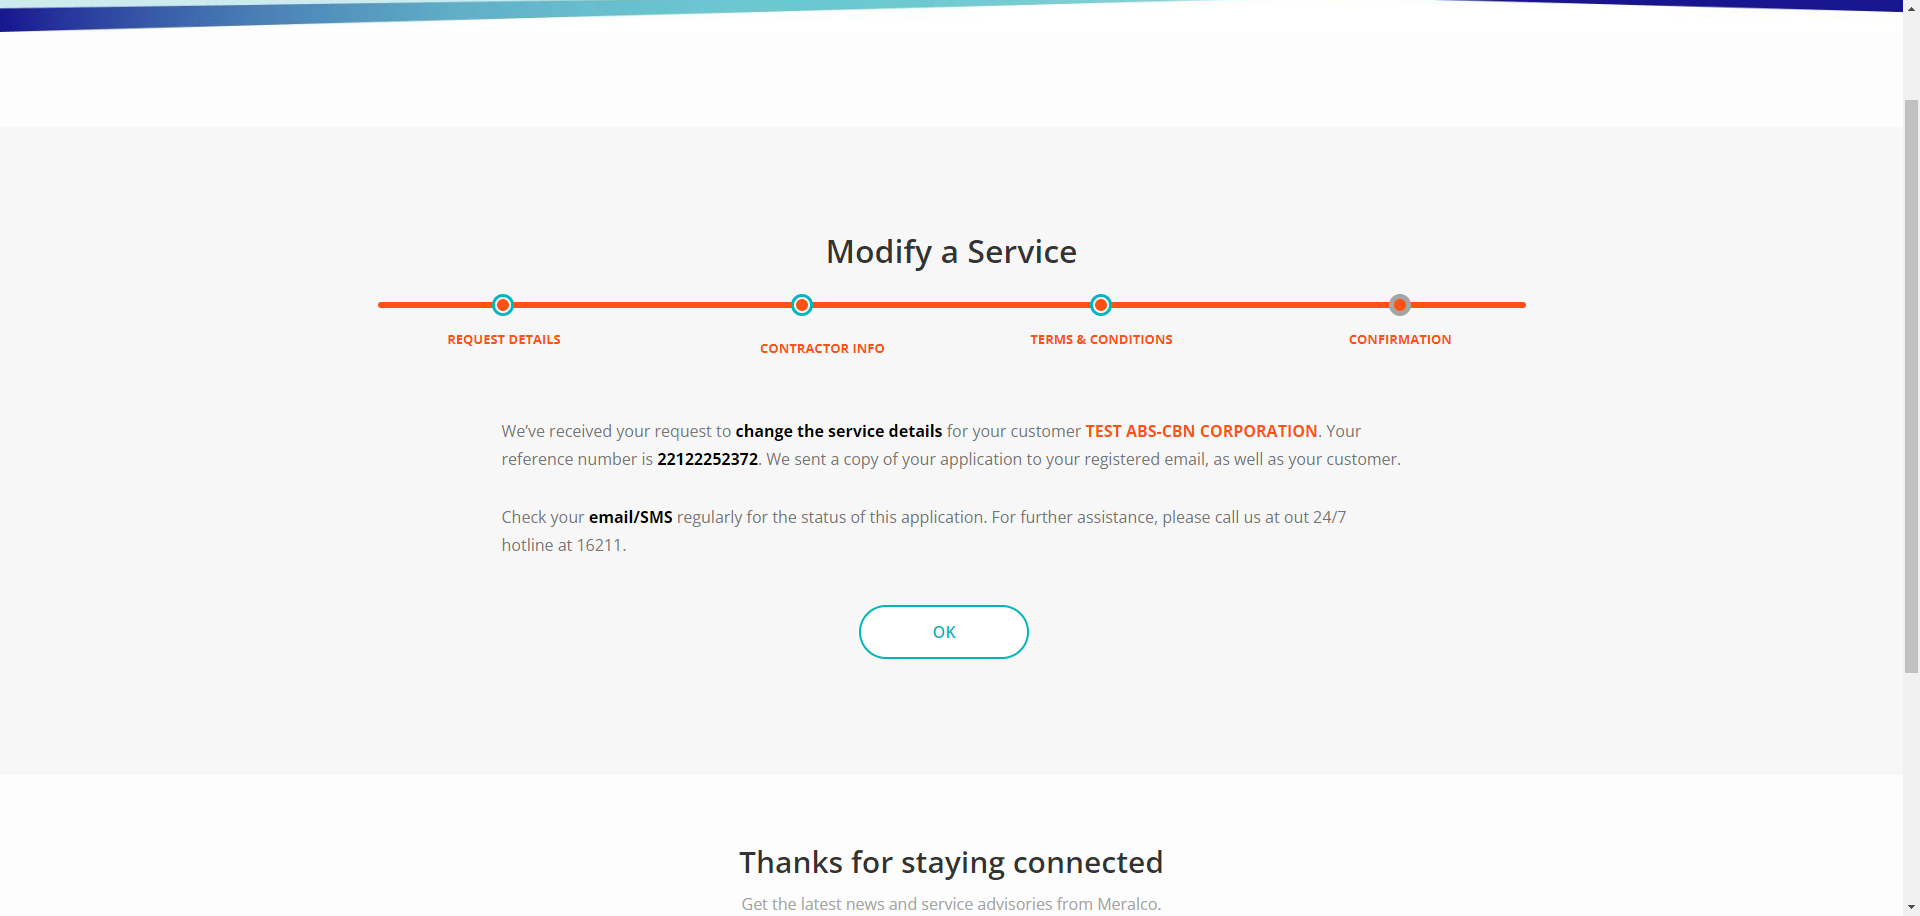 Modify a Service
REQUEST DETAILS
CONTRACTOR INFO
TERMS & CONDITIONS
CONFIRMATION
We’ve received your request to change the service details for your customer TEST ABS-CBN CORPORATION. Your
reference number is 22122252372. We sent a copy of your application to your registered email, as well as your customer.
Check your email/SMS regularly for the status of this application. For further assistance, please call us at out 24/7
hotline at 16211.
OK
Thanks for staying connected
Get the latest news and service advisories from Meralco.